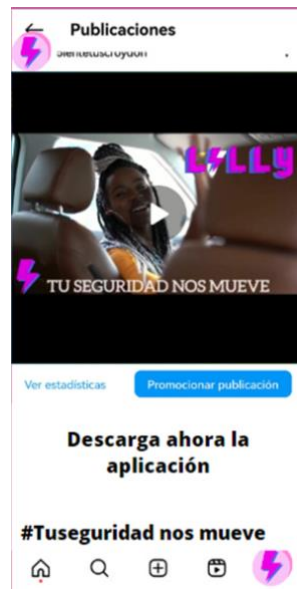 Publicaciones
LILLY
TU SEGURIDAD NOS MUEVE
Ver estadísticas
Promocionar publicación
Descarga ahora la
aplicación
#Tuseguridad nos mueve